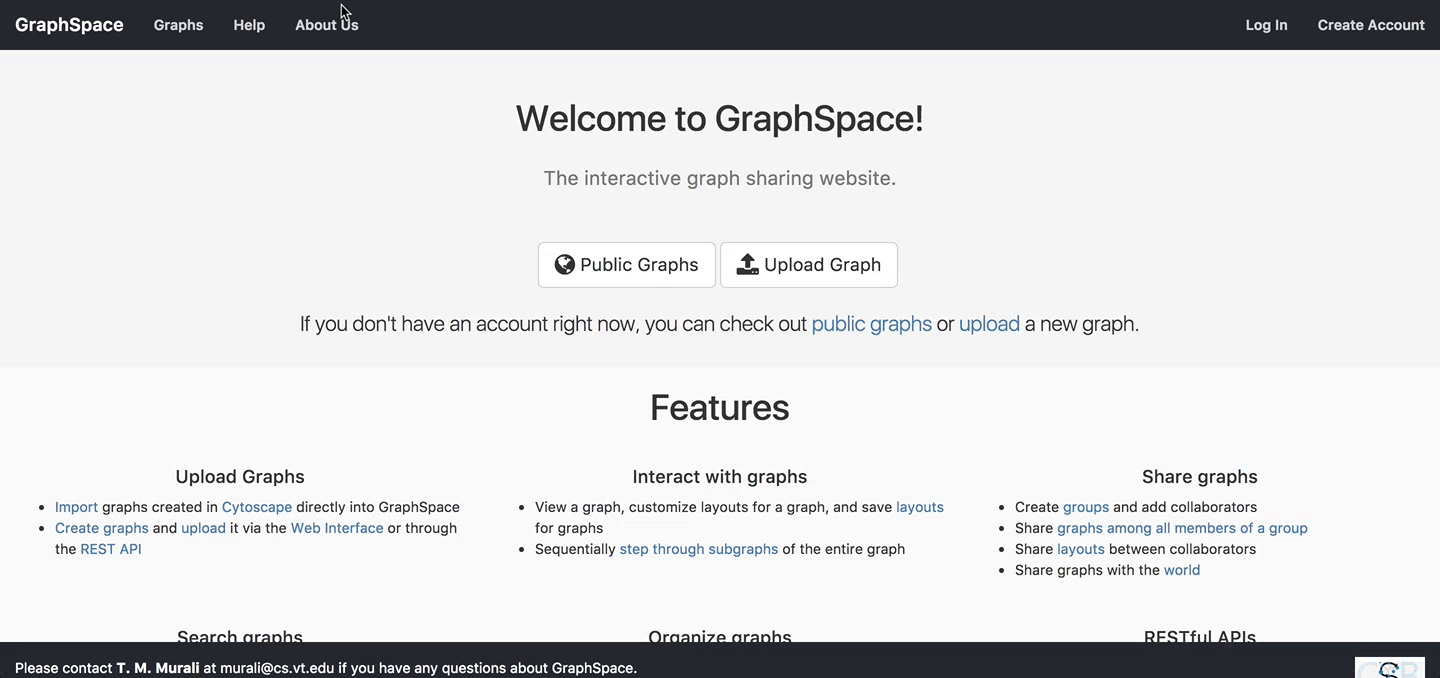 GraphSpace Graphs Help About Us Log In Create Account
Welcome to GraphSpace!
The interactive graph sharing website.
Public Graphs Upload Graph
If you don't have an account right now, you can check out public graphs or upload a new graph.
Features
Upload Graphs
Import graphs created in Cytoscape directly into GraphSpace
Create graphs and upload it via the Web Interface or through
the REST API
Interact with graphs
View a graph, customize layouts for a graph, and save layouts
for graphs
Sequentially step through subgraphs of the entire graph
Share graphs
Create groups and add collaborators
Share graphs among all members of a group
Share layouts between collaborators
Share graphs with the world
Search graphs Organize graphs RESTful APIs
Please contact T. M. Murali at murali@cs.vt.edu if you have any questions about GraphSpace.